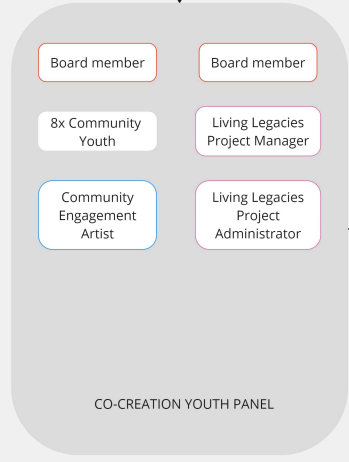 Board member
Board member
8x Community
Youth
Living Legacies
Project Manager
Community
Engagement
Artist
Living Legacies
Project
Administrator
CO-CREATION YOUTH PANEL